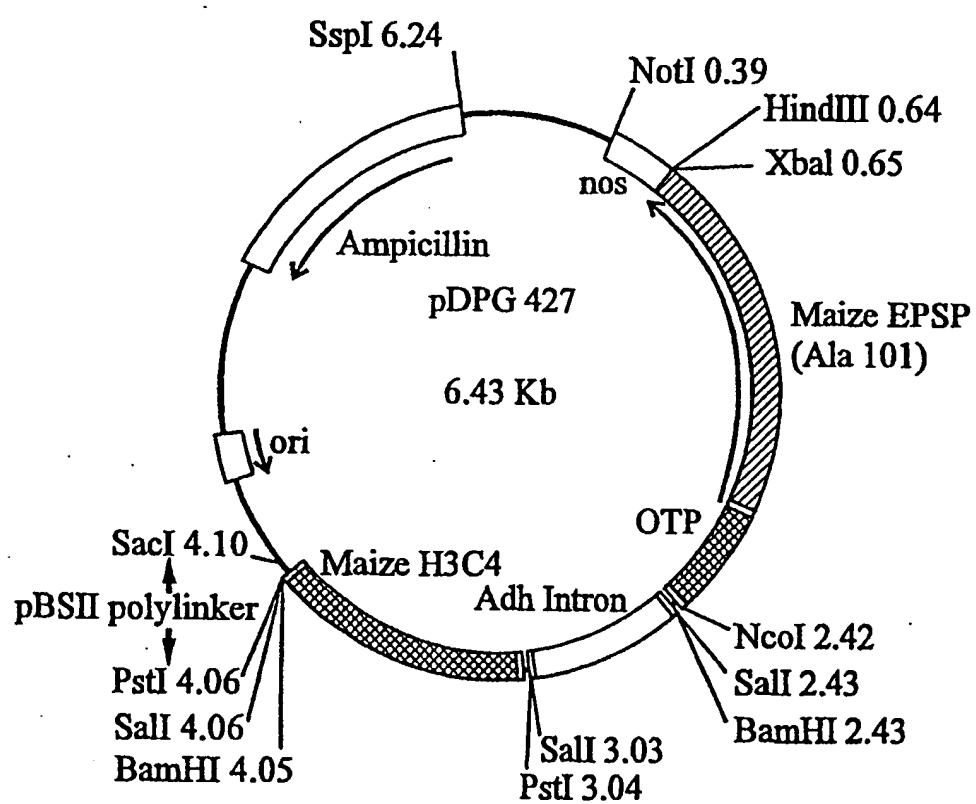 SspI 6.24
NotI 0.39
HindIII 0.64
XbaI 0.65
nos
Ampicillin
pDPG 427
Maize EPSP
(Ala 101)
6.43 Kb
ori
OTP
SacI 4.10
Maize H3C4
Adh Intron
pBSII polylinker
NcoI 2.42
PstI 4.06
SalI 2.43
SalI 4.06
BamHI 2.43
BamHI 4.05
SalI 3.03
PstI 3.04